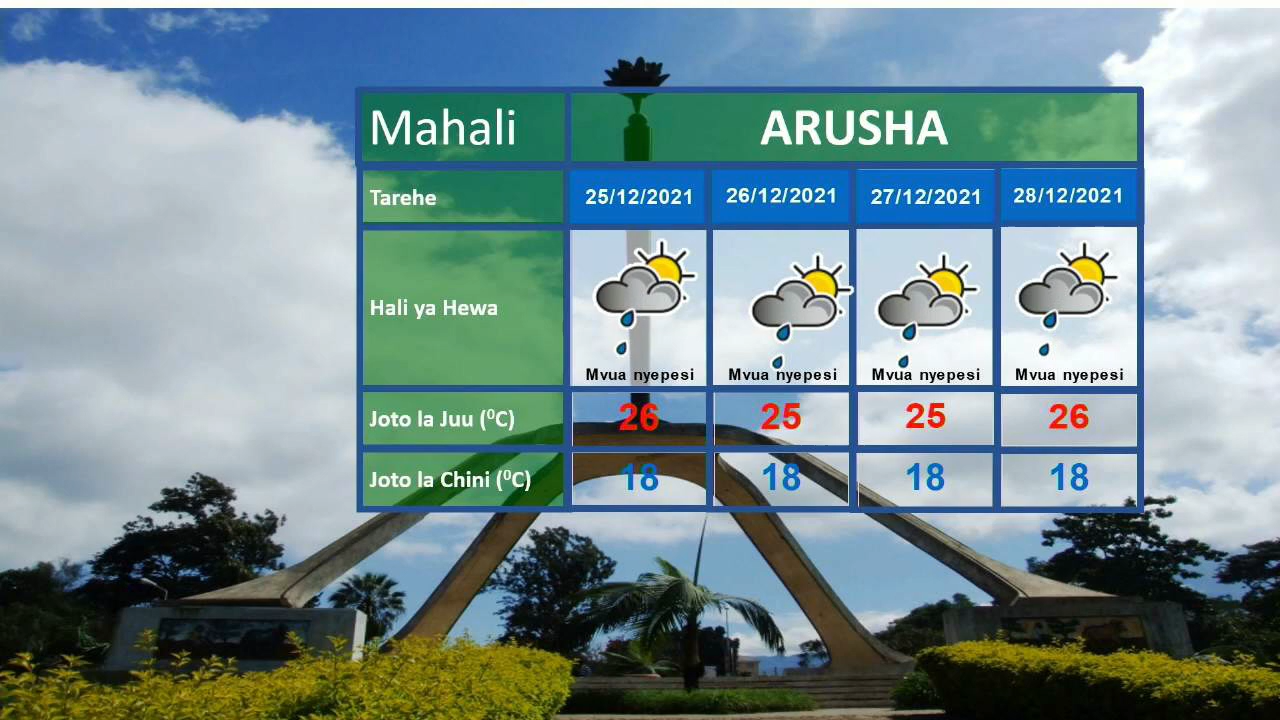 Mahali ARUSHA
Tarehe 25/12/2021 26/12/2021 27/12/2021 28/12/2021
Hali ya Hewa Mvua nyepesi Mvua nyepesi Mvua nyepesi Mvua nyepesi
Joto la Juu (⁰C) 26 25 25 26
Joto la Chini (⁰C) 18 18 18 18